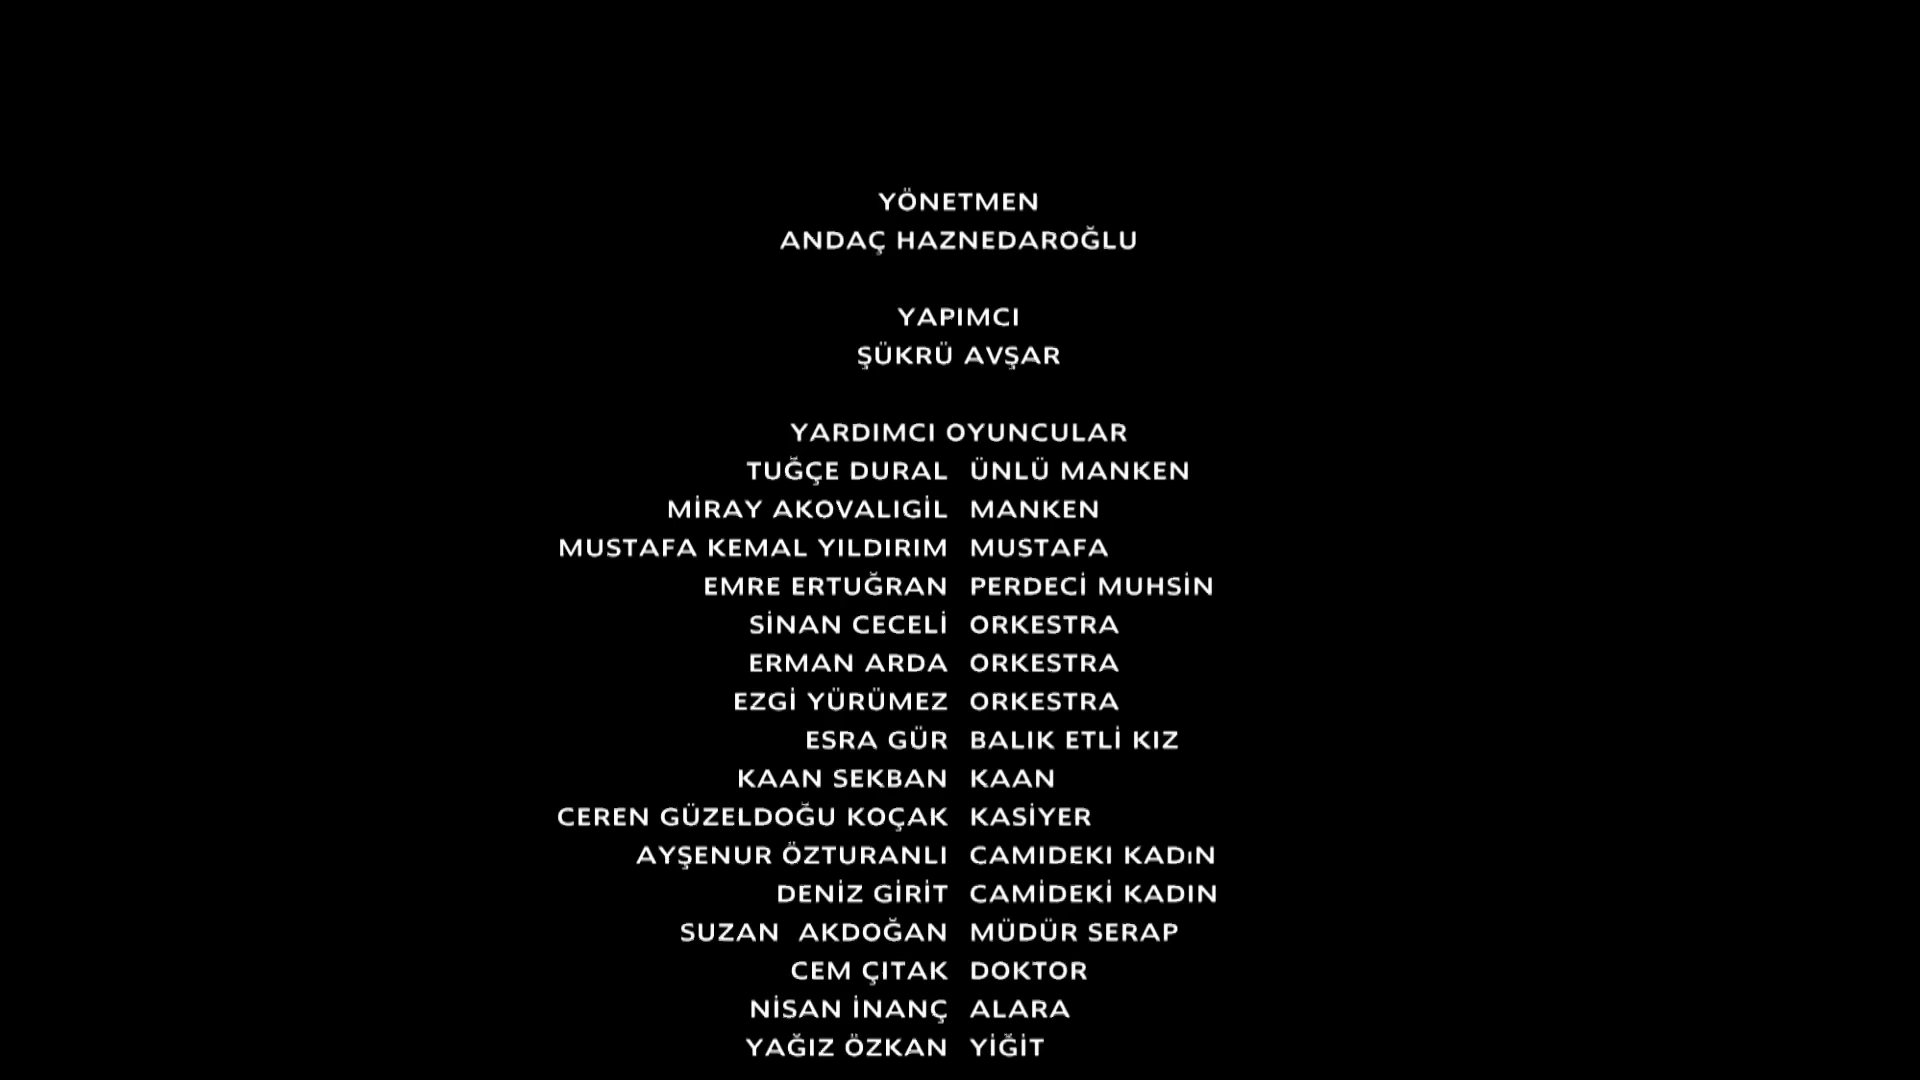 YÖNETMEN
ANDAÇ HAZNEDAROĞLU
YAPIMCI
ŞÜKRÜ AVŞAR
YARDIMCI OYUNCULAR
TUĞÇE DURAL ÜNLÜ MANKEN
MİRAY AKOVALIGİL MANKEN
MUSTAFA KEMAL YILDIRIM MUSTAFA
EMRE ERTUĞRAN PERDECİ MUHSİN
SİNAN CECELİ ORKESTRA
ERMAN ARDA ORKESTRA
EZGİ YÜRÜMEZ ORKESTRA
ESRA GÜR BALIK ETLİ KIZ
KAAN SEKBAN KAAN
CEREN GÜZELDOĞU KOÇAK KASİYER
AYŞENUR ÖZTURANLI CAMIDEKI KADıN
DENİZ GİRİT CAMİDEKİ KADIN
SUZAN  AKDOĞAN MÜDÜR SERAP
CEM ÇITAK DOKTOR
NİSAN İNANÇ ALARA
YAĞIZ ÖZKAN YİĞİT